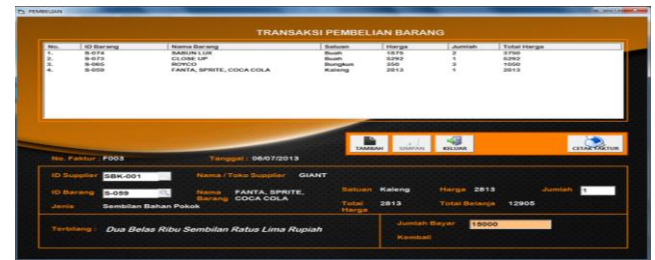 PEMBELIAN
TRANSAKSI PEMBELIAN BARANG
No. ID Barang Nama Barang Satuan Harga Jumlah Total Harga
1. S-074 SABUN LUX Buah 1875 2 3750
2. S-073 CLOSE UP Buah 5292 1 5292
3. S-065 ROYCO Bungkus 350 3 1050
4. S-059 FANTA, SPRITE, COCA COLA Kaleng 2813 1 2813
TAMBAH SIMPAN KELUAR CETAK FAKTUR
No. Faktur : F003 Tanggal : 06/07/2013
ID Supplier SBK-001 Nama / Toko Supplier GIANT
ID Barang S-059 Nama Barang FANTA, SPRITE, COCA COLA Satuan Kaleng Harga 2813 Jumlah 1
Jenis Sembilan Bahan Pokok Total Harga 2813 Total Belanja 12905
Terbilang : Dua Belas Ribu Sembilan Ratus Lima Rupiah
Jumlah Bayar 15000
Kembali